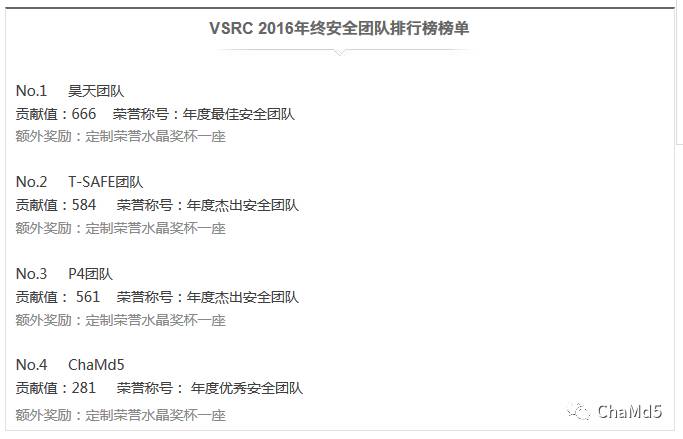 VSRC 2016年终安全团队排行榜榜单
No.1 昊天团队
贡献值：666 荣誉称号：年度最佳安全团队
额外奖励：定制荣誉水晶奖杯一座
No.2 T-SAFE团队
贡献值：584 荣誉称号：年度杰出安全团队
额外奖励：定制荣誉水晶奖杯一座
No.3 P4团队
贡献值： 561 荣誉称号：年度杰出安全团队
额外奖励：定制荣誉水晶奖杯一座
No.4 ChaMd5
贡献值：281 荣誉称号： 年度优秀安全团队
额外奖励：定制荣誉水晶奖杯一座
ChaMd5